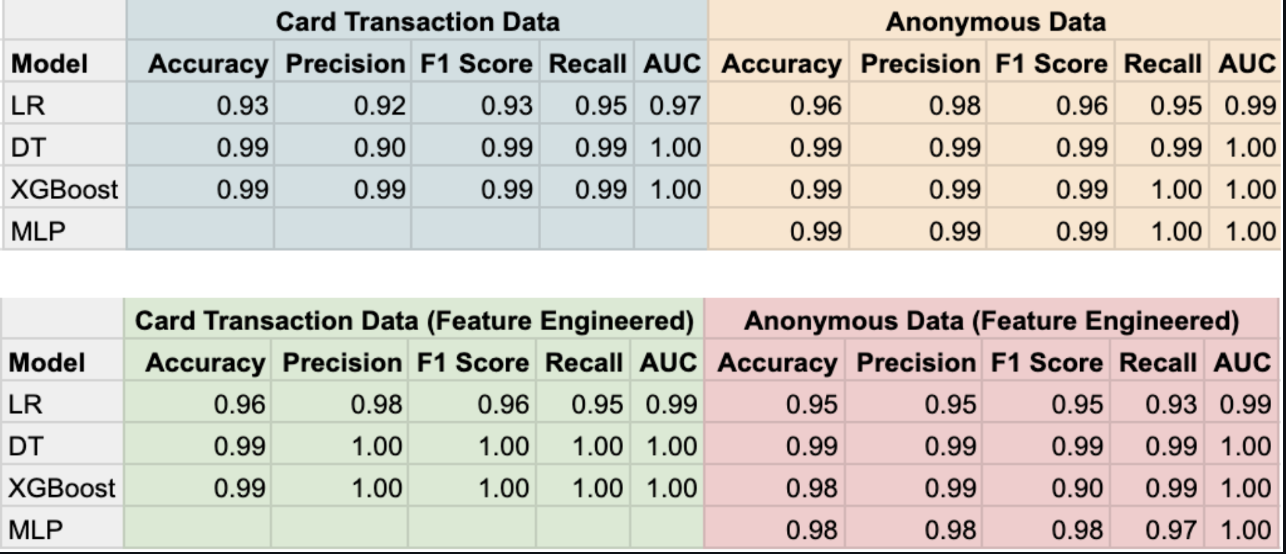 Card Transaction Data Anonymous Data
Model Accuracy Precision F1 Score Recall AUC Accuracy Precision F1 Score Recall AUC
LR 0.93 0.92 0.93 0.95 0.97 0.96 0.98 0.96 0.95 0.99
DT 0.99 0.90 0.99 0.99 1.00 0.99 0.99 0.99 0.99 1.00
XGBoost 0.99 0.99 0.99 0.99 1.00 0.99 0.99 0.99 1.00 1.00
MLP 0.99 0.99 0.99 1.00 1.00
Card Transaction Data (Feature Engineered) Anonymous Data (Feature Engineered)
Model Accuracy Precision F1 Score Recall AUC Accuracy Precision F1 Score Recall AUC
LR 0.96 0.98 0.96 0.95 0.99 0.95 0.95 0.95 0.93 0.99
DT 0.99 1.00 1.00 1.00 1.00 0.99 0.99 0.99 0.99 1.00
XGBoost 0.99 1.00 1.00 1.00 1.00 0.98 0.99 0.90 0.99 1.00
MLP 0.98 0.98 0.98 0.97 1.00